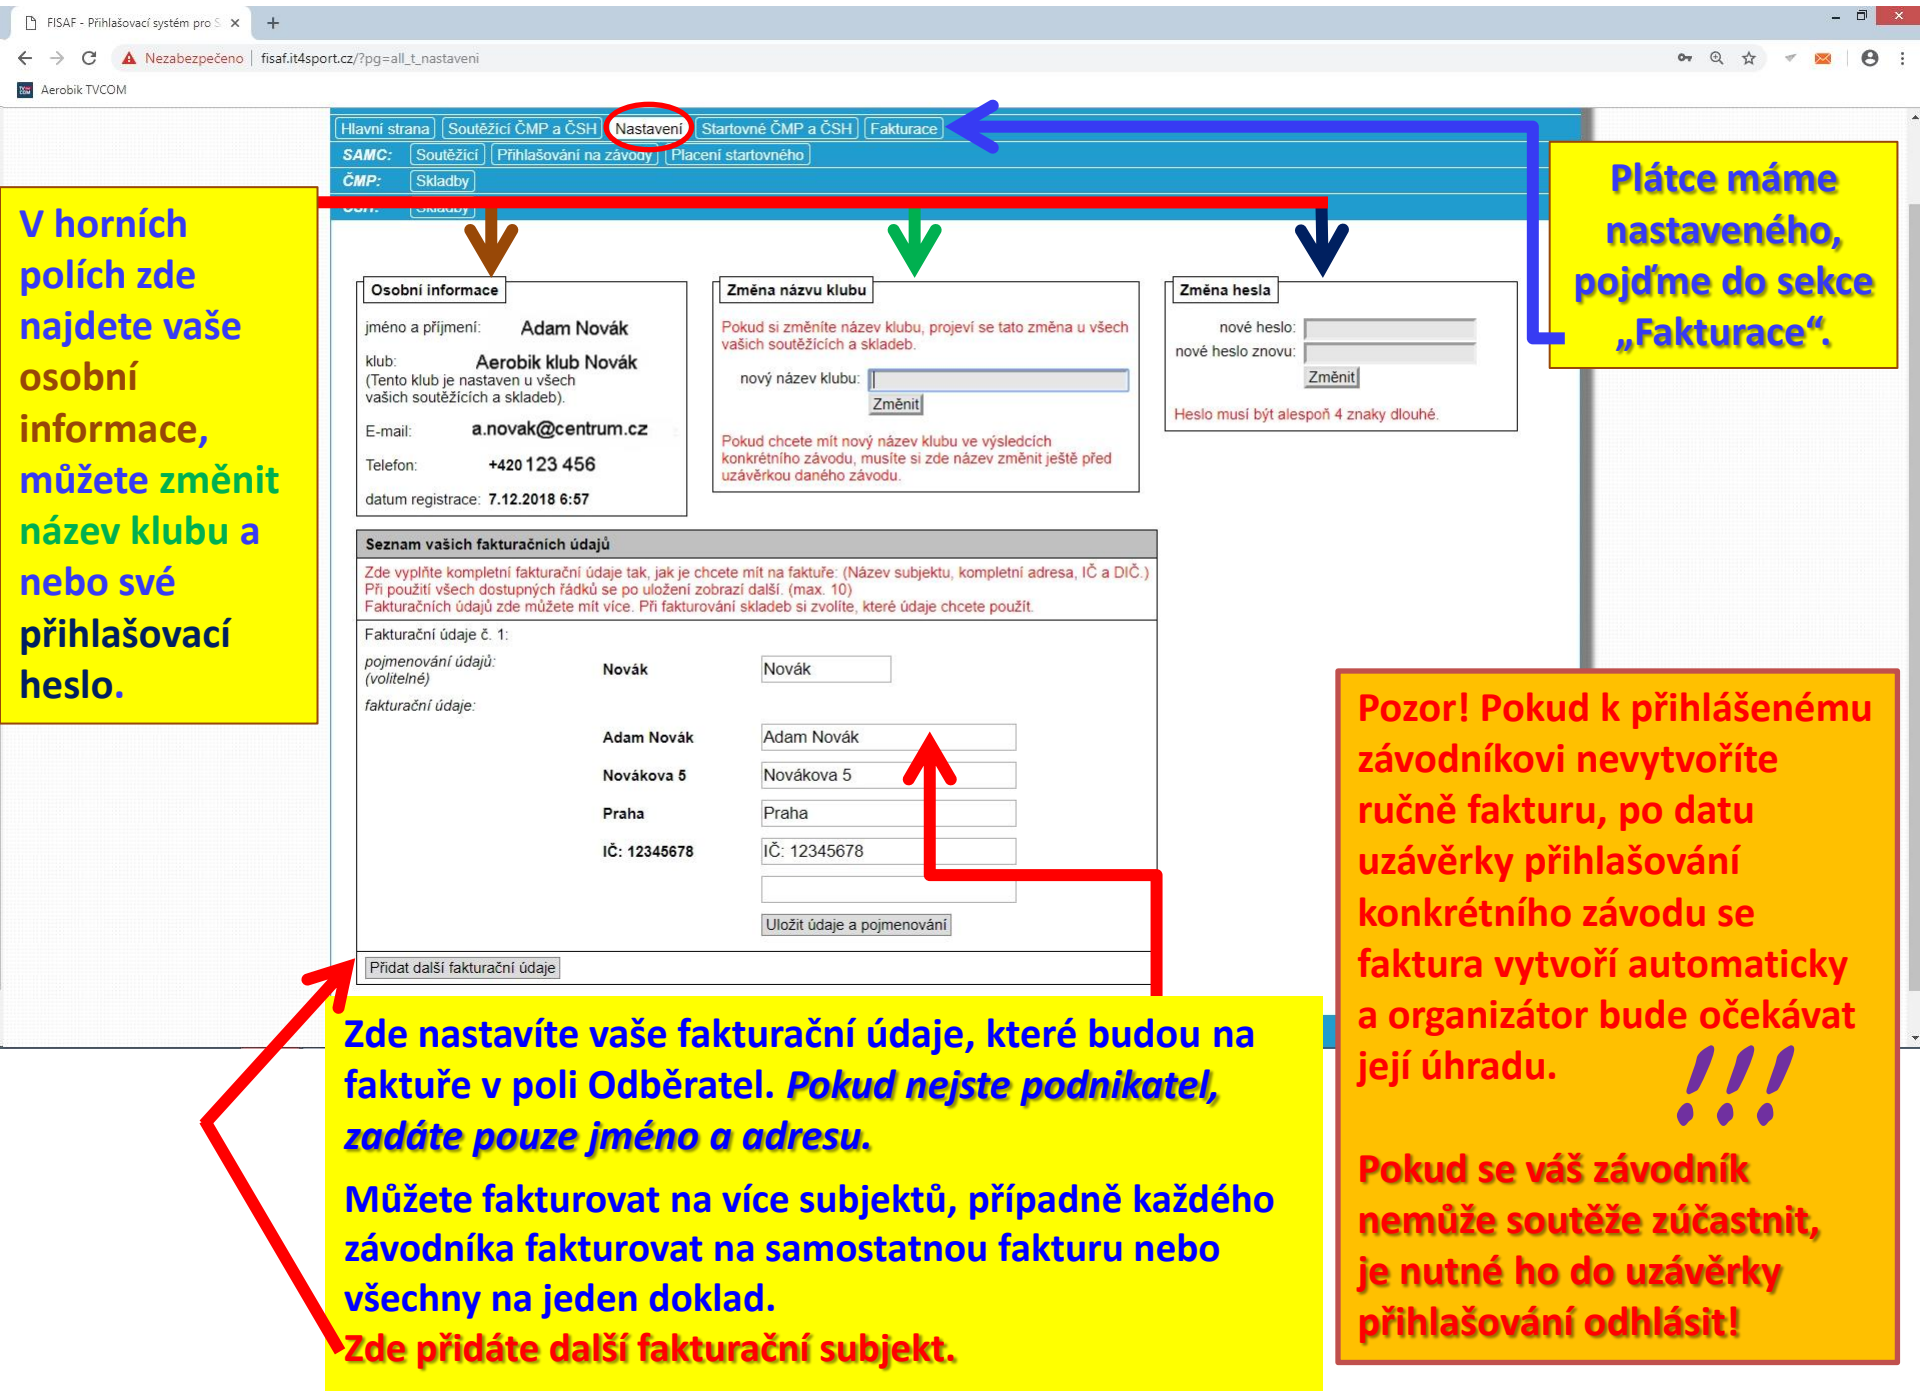 FISAF - Přihlašovací systém pro S
Nezabezpečeno | fisaf.it4sport.cz/?pg=all_t_nastaveni
Aerobik TVCOM
Hlavní strana Soutěžící ČMP a ČSH Nastavení Startovné ČMP a ČSH Fakturace
SAMC: Soutěžící Přihlašování na závody Placení startovného
ČMP: Skladby
ČSH: Skladby
V horních
polích zde
najdete vaše
osobní
informace,
můžete změnit
název klubu a
nebo své
přihlašovací
heslo.
Plátce máme
nastaveného,
pojďme do sekce
„Fakturace“.
Osobní informace
jméno a příjmení: Adam Novák
klub: Aerobik klub Novák
(Tento klub je nastaven u všech
vašich soutěžících a skladeb).
E-mail: a.novak@centrum.cz
Telefon: +420 123 456
datum registrace: 7.12.2018 6:57
Změna názvu klubu
Pokud si změníte název klubu, projeví se tato změna u všech
vašich soutěžících a skladeb.
nový název klubu:
Změnit
Pokud chcete mít nový název klubu ve výsledcích
konkrétního závodu, musíte si zde název změnit ještě před
uzávěrkou daného závodu.
Změna hesla
nové heslo:
nové heslo znovu:
Změnit
Heslo musí být alespoň 4 znaky dlouhé.
Seznam vašich fakturačních údajů
Zde vyplňte kompletní fakturační údaje tak, jak je chcete mít na faktuře: (Název subjektu, kompletní adresa, IČ a DIČ.)
Při použití všech dostupných řádků se po uložení zobrazí další. (max. 10)
Fakturačních údajů zde můžete mít více. Při fakturování skladeb si zvolíte, které údaje chcete použít.
Fakturační údaje č. 1:
pojmenování údajů: Novák Novák
(volitelné)
fakturační údaje:
Adam Novák Adam Novák
Novákova 5 Novákova 5
Praha Praha
IČ: 12345678 IČ: 12345678
Uložit údaje a pojmenování
Přidat další fakturační údaje
Zde nastavíte vaše fakturační údaje, které budou na
faktuře v poli Odběratel. Pokud nejste podnikatel,
zadáte pouze jméno a adresu.
Můžete fakturovat na více subjektů, případně každého
závodníka fakturovat na samostatnou fakturu nebo
všechny na jeden doklad.
Zde přidáte další fakturační subjekt.
Pozor! Pokud k přihlášenému
závodníkovi nevytvoříte
ručně fakturu, po datu
uzávěrky přihlašování
konkrétního závodu se
faktura vytvoří automaticky
a organizátor bude očekávat
její úhradu.
!!!
Pokud se váš závodník
nemůže soutěže zúčastnit,
je nutné ho do uzávěrky
přihlašování odhlásit!